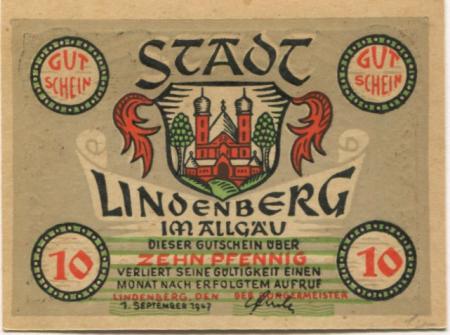 STADT
GUT
SCHEIN
GUT
SCHEIN
LINDENBERG
IM ALLGÄU
DIESER GUTSCHEIN ÜBER
ZEHN PFENNIG
VERLIERT SEINE GÜLTIGKEIT EINEN
MONAT NACH ERFOLGTEM AUFRUF
LINDENBERG, DEN DER BÜRGERMEISTER
1. SEPTEMBER 1947
10
10